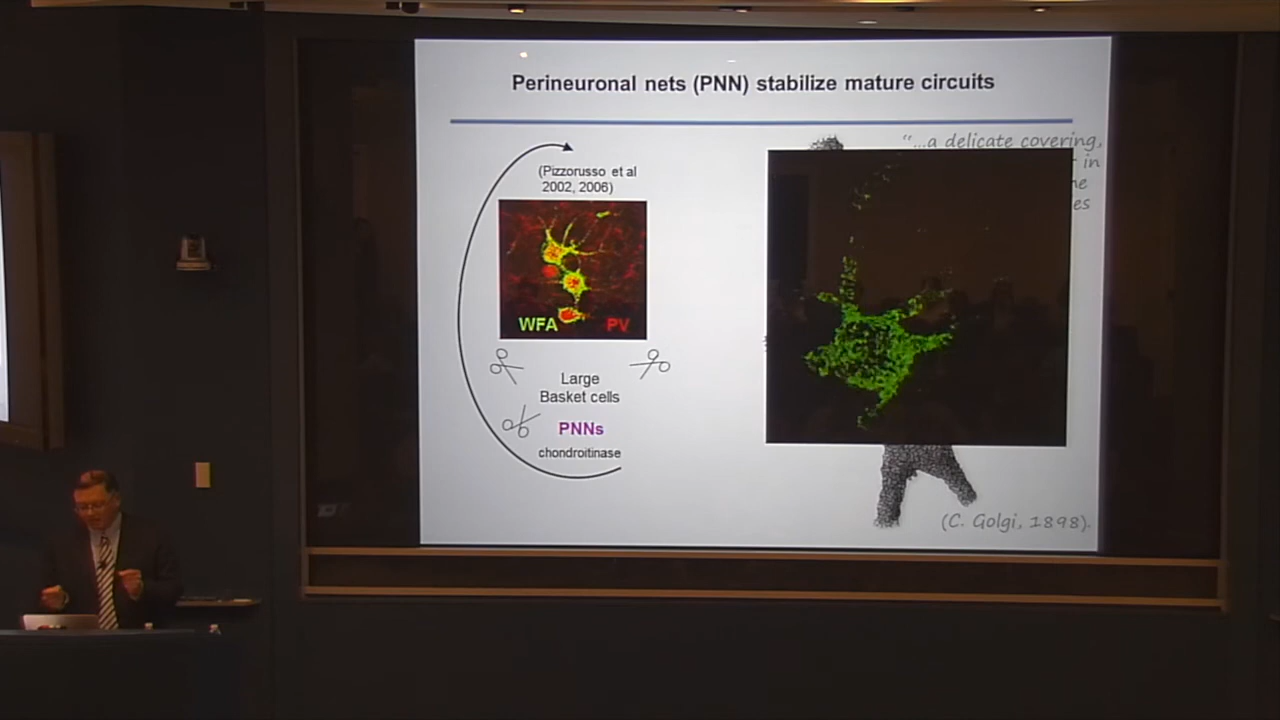 Perineuronal nets (PNN) stabilize mature circuits
(Pizzorusso et al
2002, 2006)
WFA PV
Large
Basket cells
PNNs
chondroitinase
"...a delicate covering,
in
(C. Golgi, 1898).